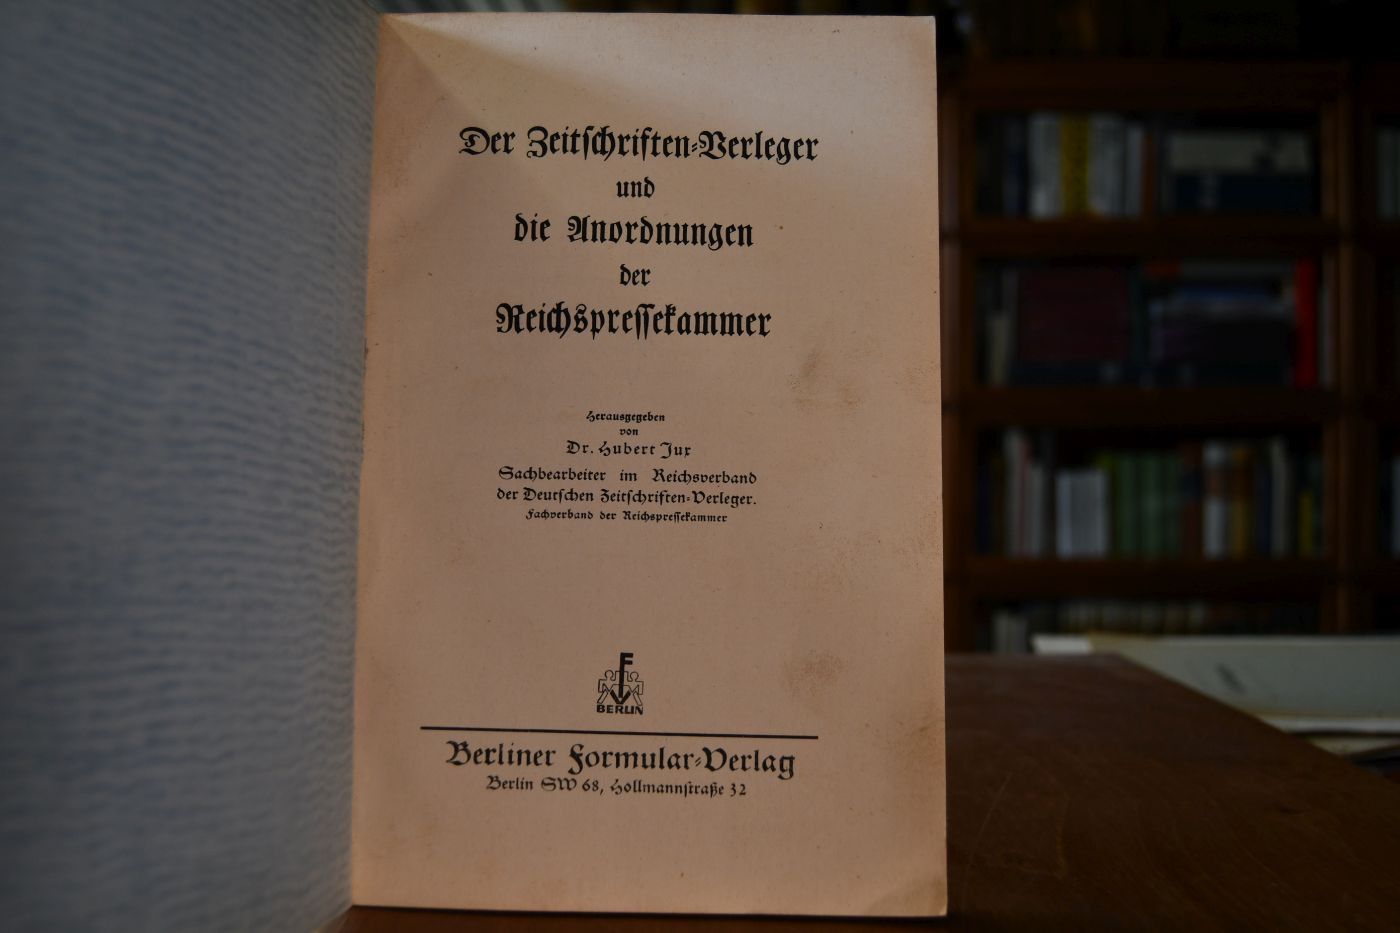 Der Zeitschriften-Verleger
und
die Anordnungen
der
Reichspressekammer
Herausgegeben
von
Dr. Hubert Jux
Sachbearbeiter im Reichsverband
der Deutschen Zeitschriften-Verleger.
Fachverband der Reichspressekammer
F
V
BERLIN
Berliner Formular-Verlag
Berlin SW 68, Hollmannstraße 32